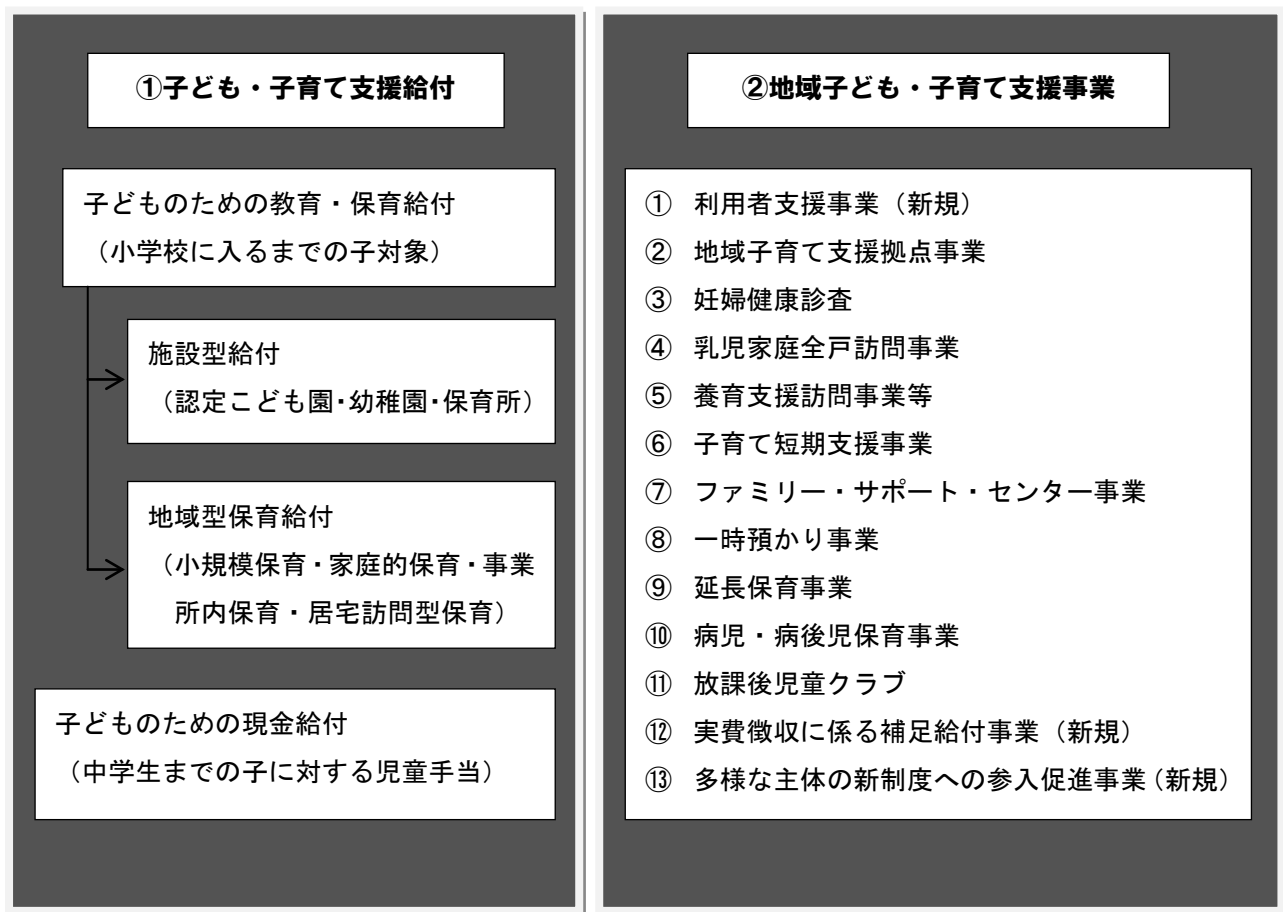 ①子ども・子育て支援給付
子どものための教育・保育給付
（小学校に入るまでの子対象）
施設型給付
（認定こども園・幼稚園・保育所）
地域型保育給付
（小規模保育・家庭的保育・事業
所内保育・居宅訪問型保育）
子どものための現金給付
（中学生までの子に対する児童手当）
②地域子ども・子育て支援事業
① 利用者支援事業（新規）
② 地域子育て支援拠点事業
③ 妊婦健康診査
④ 乳児家庭全戸訪問事業
⑤ 養育支援訪問事業等
⑥ 子育て短期支援事業
⑦ ファミリー・サポート・センター事業
⑧ 一時預かり事業
⑨ 延長保育事業
⑩ 病児・病後児保育事業
⑪ 放課後児童クラブ
⑫ 実費徴収に係る補足給付事業（新規）
⑬ 多様な主体の新制度への参入促進事業（新規）